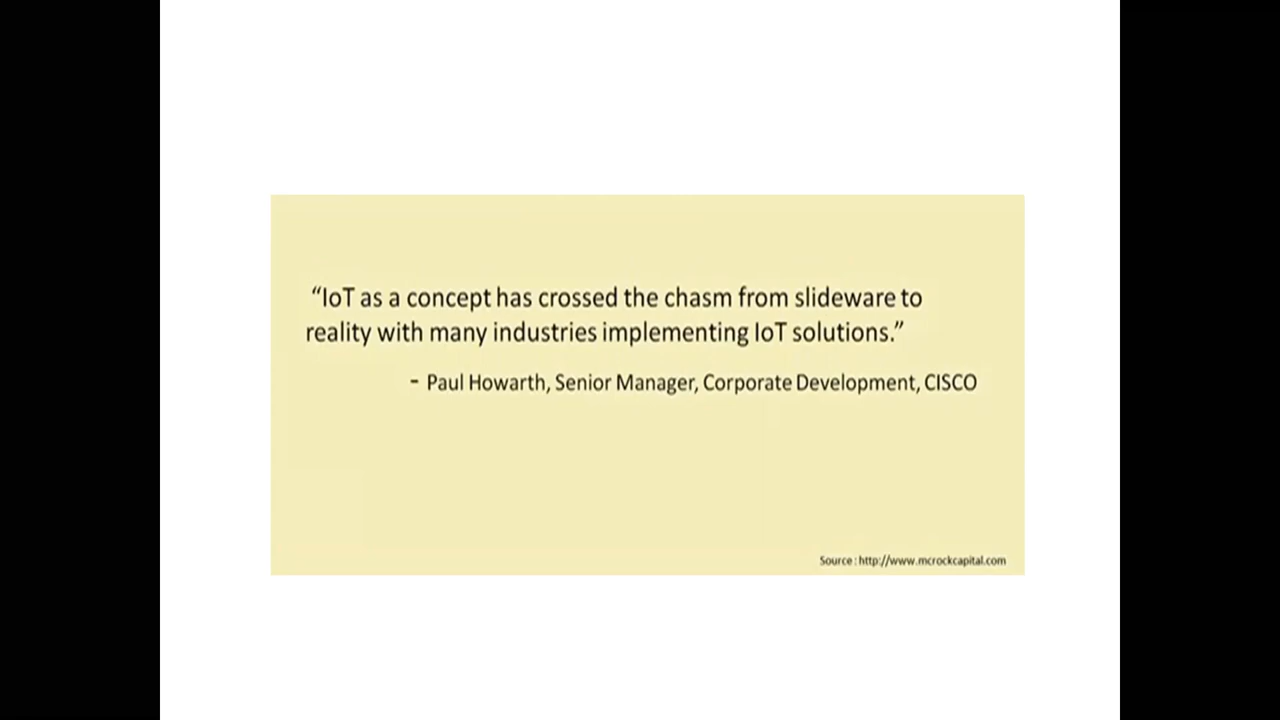 “IoT as a concept has crossed the chasm from slideware to
reality with many industries implementing IoT solutions.”
- Paul Howarth, Senior Manager, Corporate Development, CISCO
Source : http://www.mcrockcapital.com